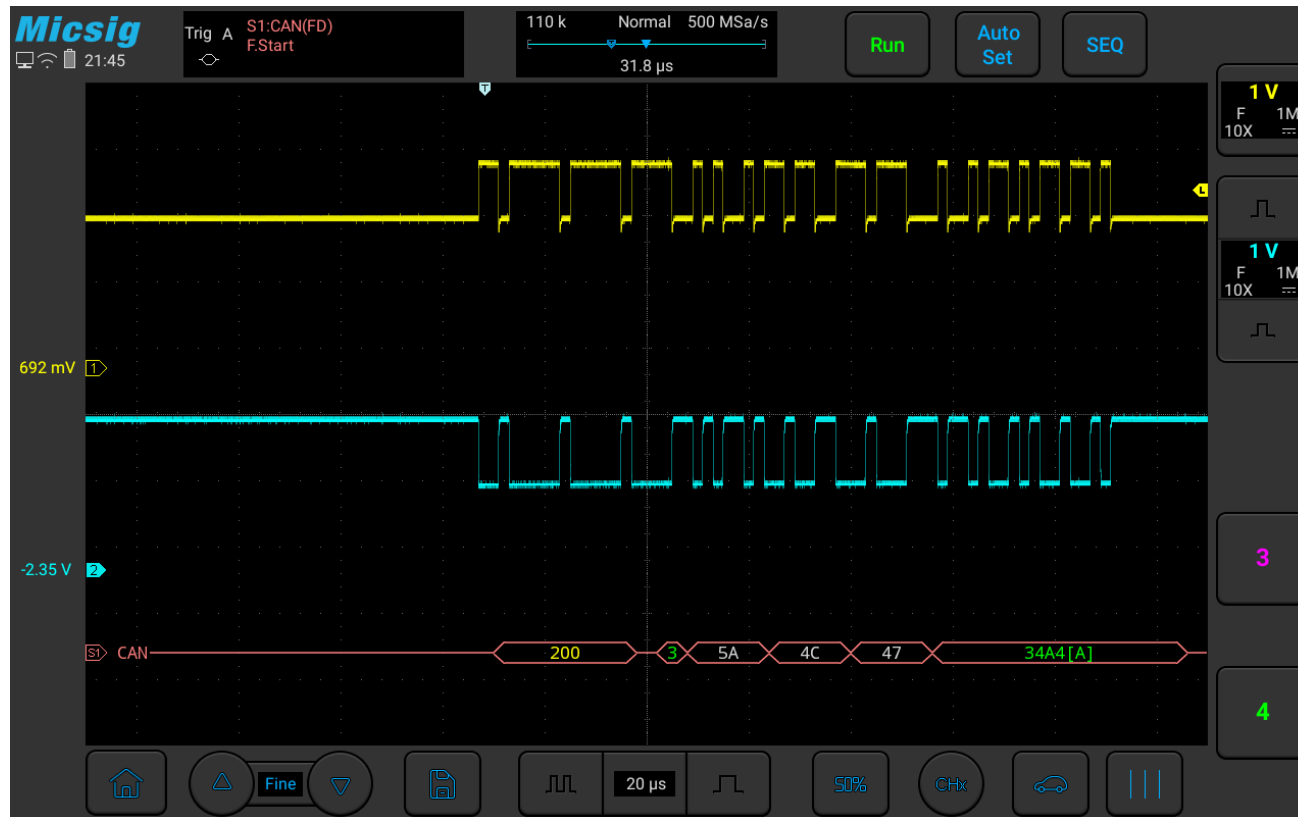 Micsig
21:45
Trig A S1:CAN(FD)
F.Start
110 k Normal 500 MSa/s
31.8 µs
Run
Auto
Set
SEQ
T
1 V
F 1M
10X
L
1 V
F 1M
10X
692 mV 1
-2.35 V 2
3
S1 CAN 200 3 5A 4C 47 34A4[A]
4
Fine
20 µs
50%
CHx